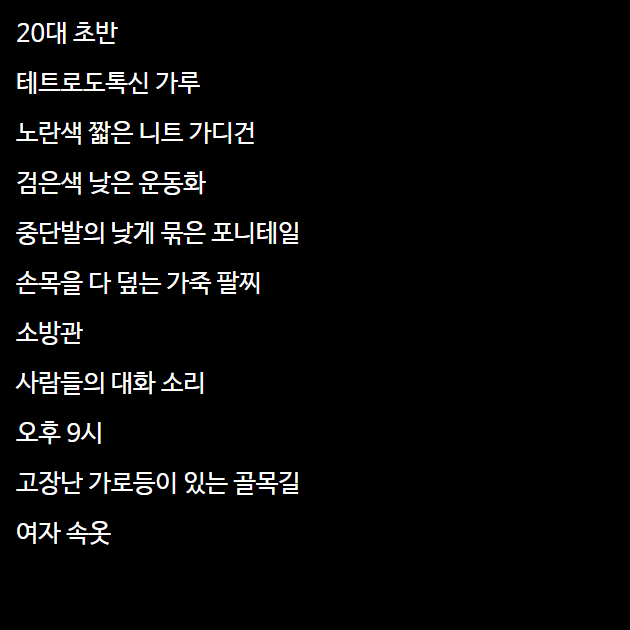 20대 초반
테트로도톡신 가루
노란색 짧은 니트 가디건
검은색 낮은 운동화
중단발의 낮게 묶은 포니테일
손목을 다 덮는 가죽 팔찌
소방관
사람들의 대화 소리
오후 9시
고장난 가로등이 있는 골목길
여자 속옷